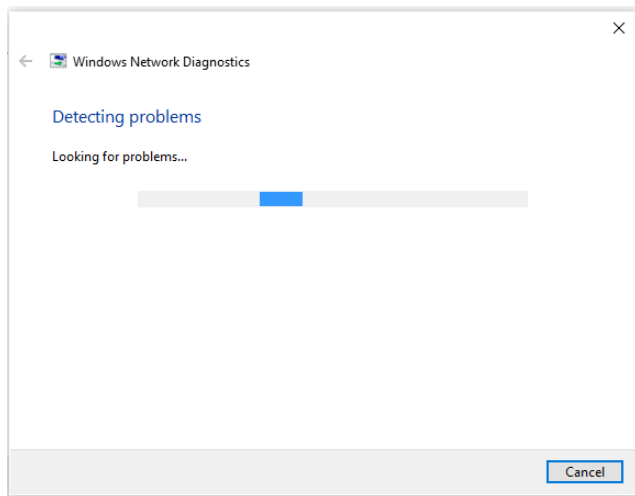 Windows Network Diagnostics
Detecting problems
Looking for problems...
Cancel